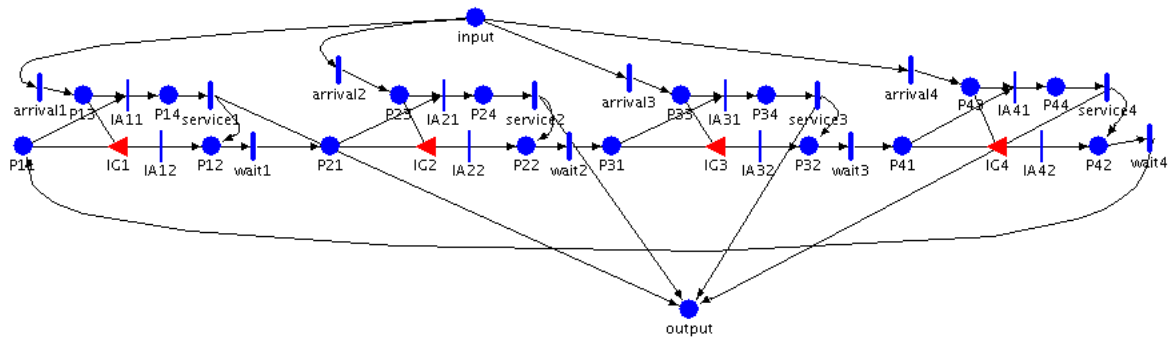 input
arrival1
P13
IA11
P14
service1
P11
IG1
IA12
P12
wait1
arrival2
P23
IA21
P24
service2
P21
IG2
IA22
P22
wait2
arrival3
P33
IA31
P34
service3
P31
IG3
IA32
P32
wait3
arrival4
P43
IA41
P44
service4
P41
IG4
IA42
P42
wait4
output